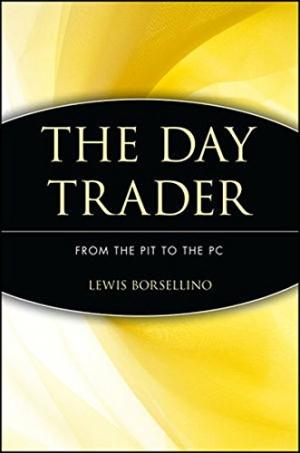 THE DAY
TRADER
FROM THE PIT TO THE PC
LEWIS BORSELLINO